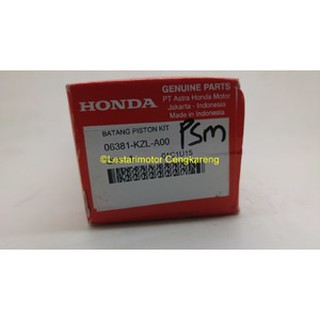 GENUINE PARTS
HONDA
PT Astra Honda Motor
Jakarta - Indonesia
Made in Indonesia
BATANG PISTON KIT
PSM
06381-KZL-A00
©Lestarimotor Cengkareng